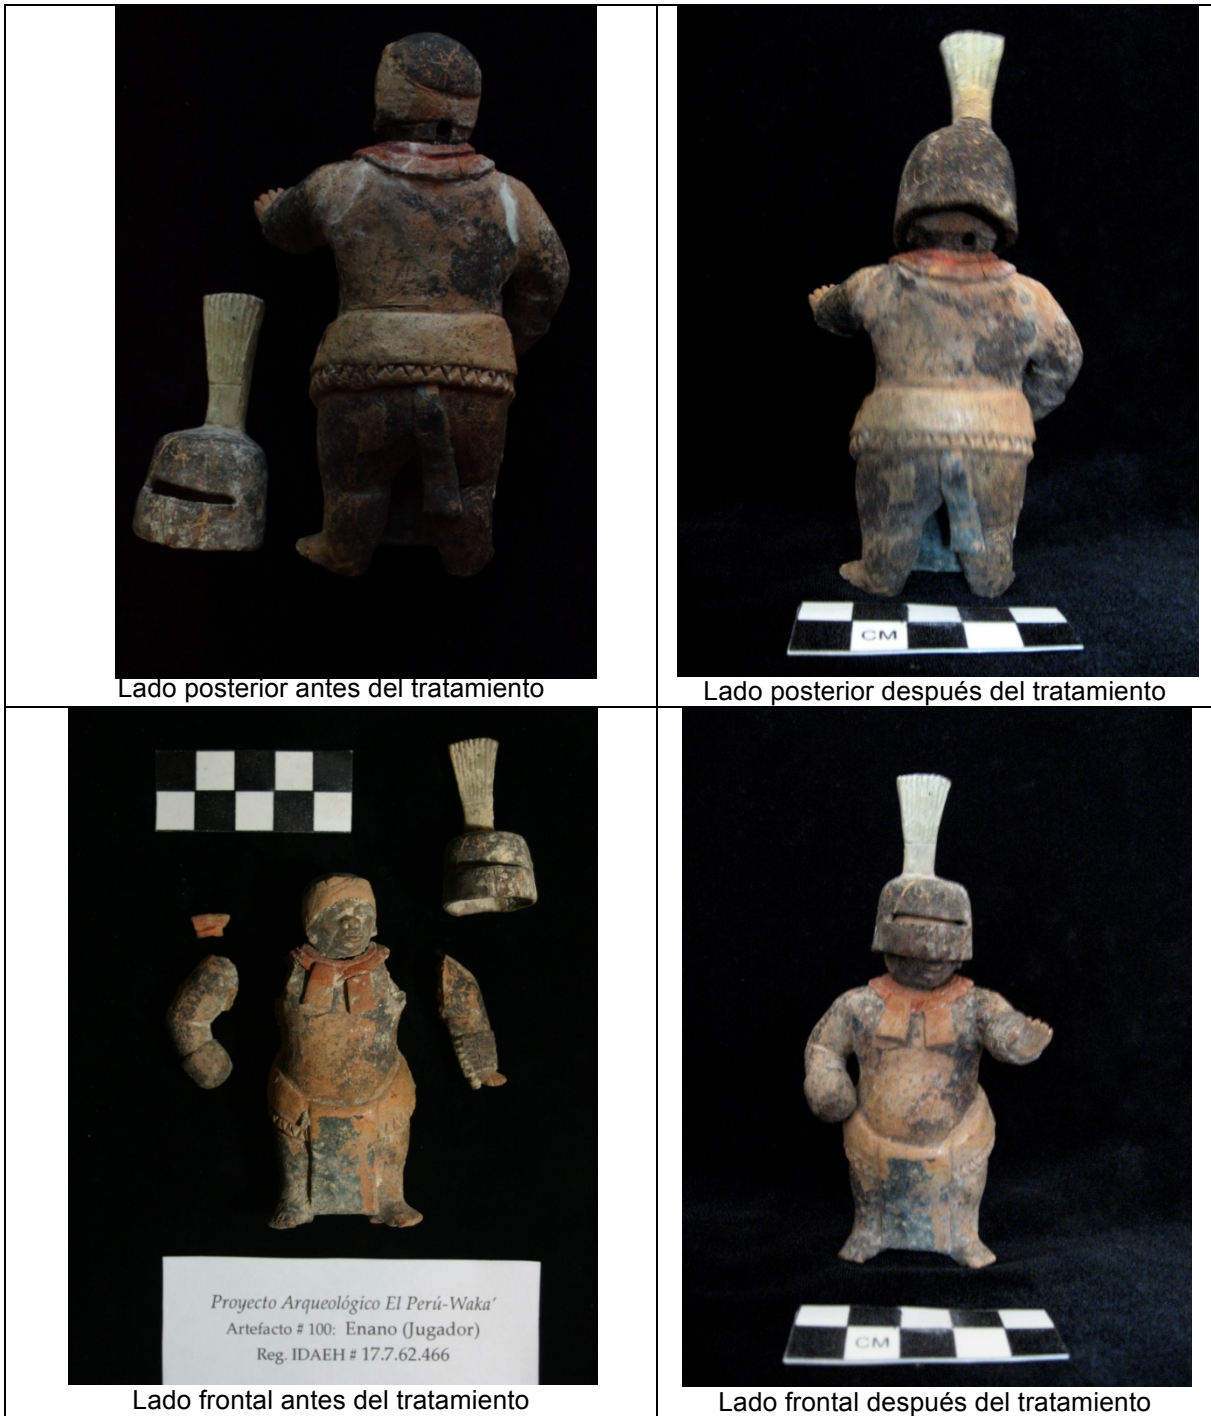 Lado posterior antes del tratamiento
CM
Lado posterior después del tratamiento
Proyecto Arqueológico El Perú-Waka'
Artefacto # 100: Enano (Jugador)
Reg. IDAEH # 17.7.62.466
Lado frontal antes del tratamiento
CM
Lado frontal después del tratamiento